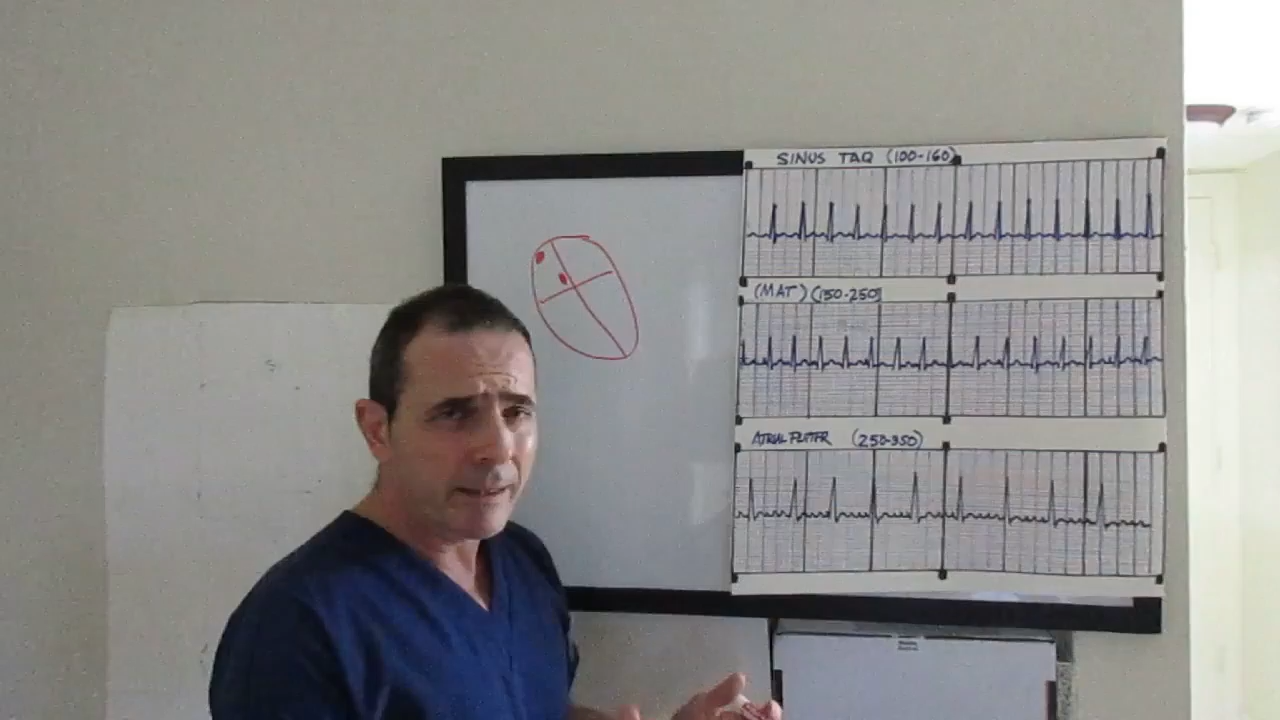 SINUS TAQ (100-160)
(MAT) (150-250)
ATRIAL FLUTTER (250-350)